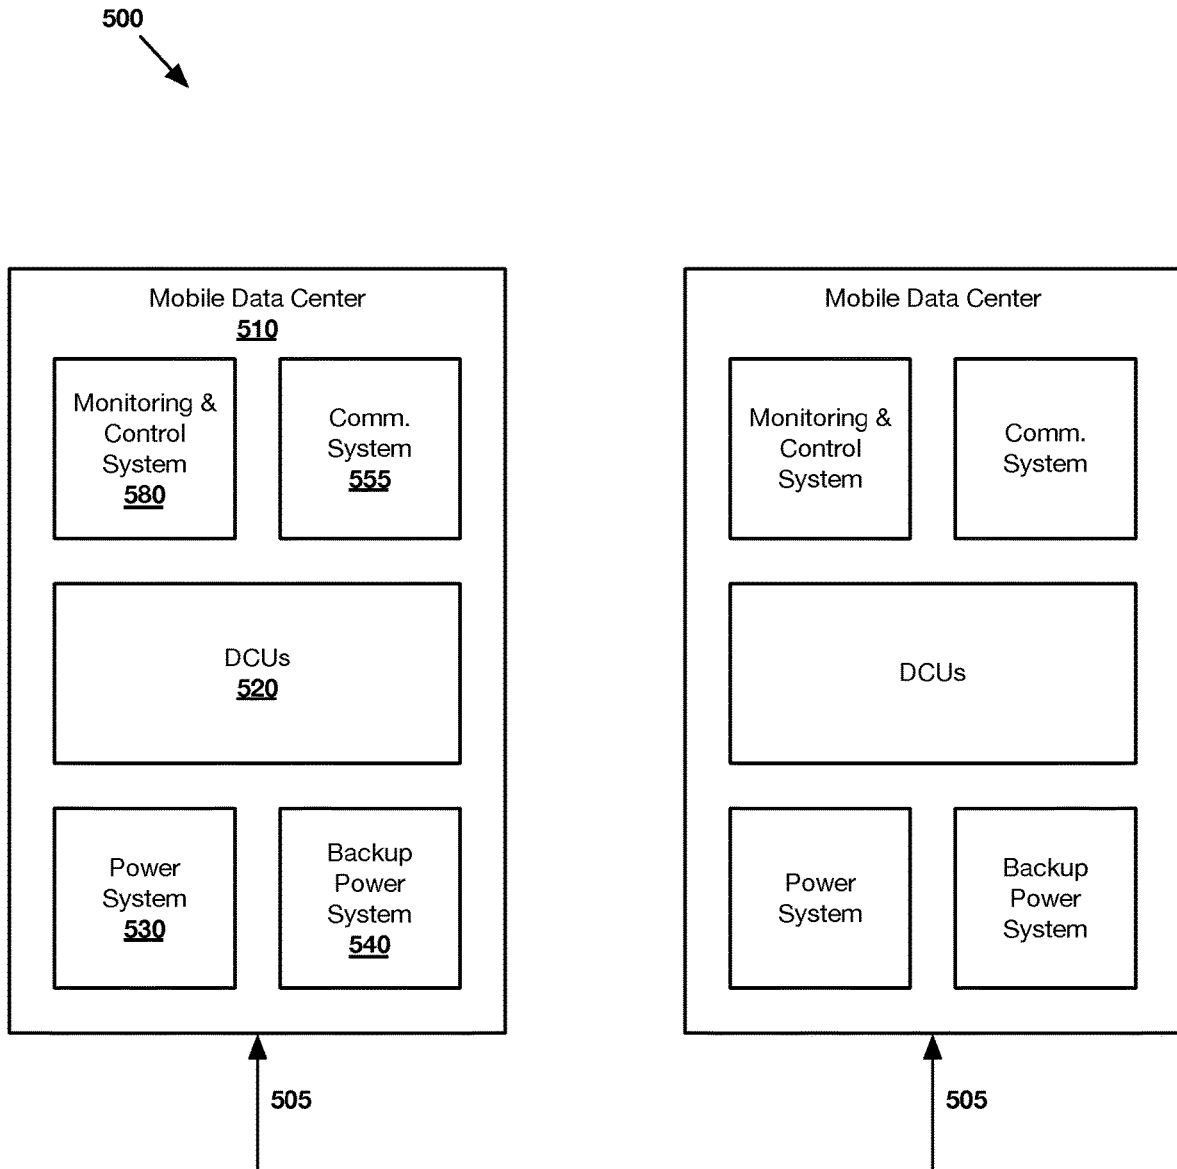 500
Mobile Data Center
510
Monitoring &
Control
System
580
Comm.
System
555
DCUs
520
Power
System
530
Backup
Power
System
540
505
Mobile Data Center
Monitoring &
Control
System
Comm.
System
DCUs
Power
System
Backup
Power
System
505